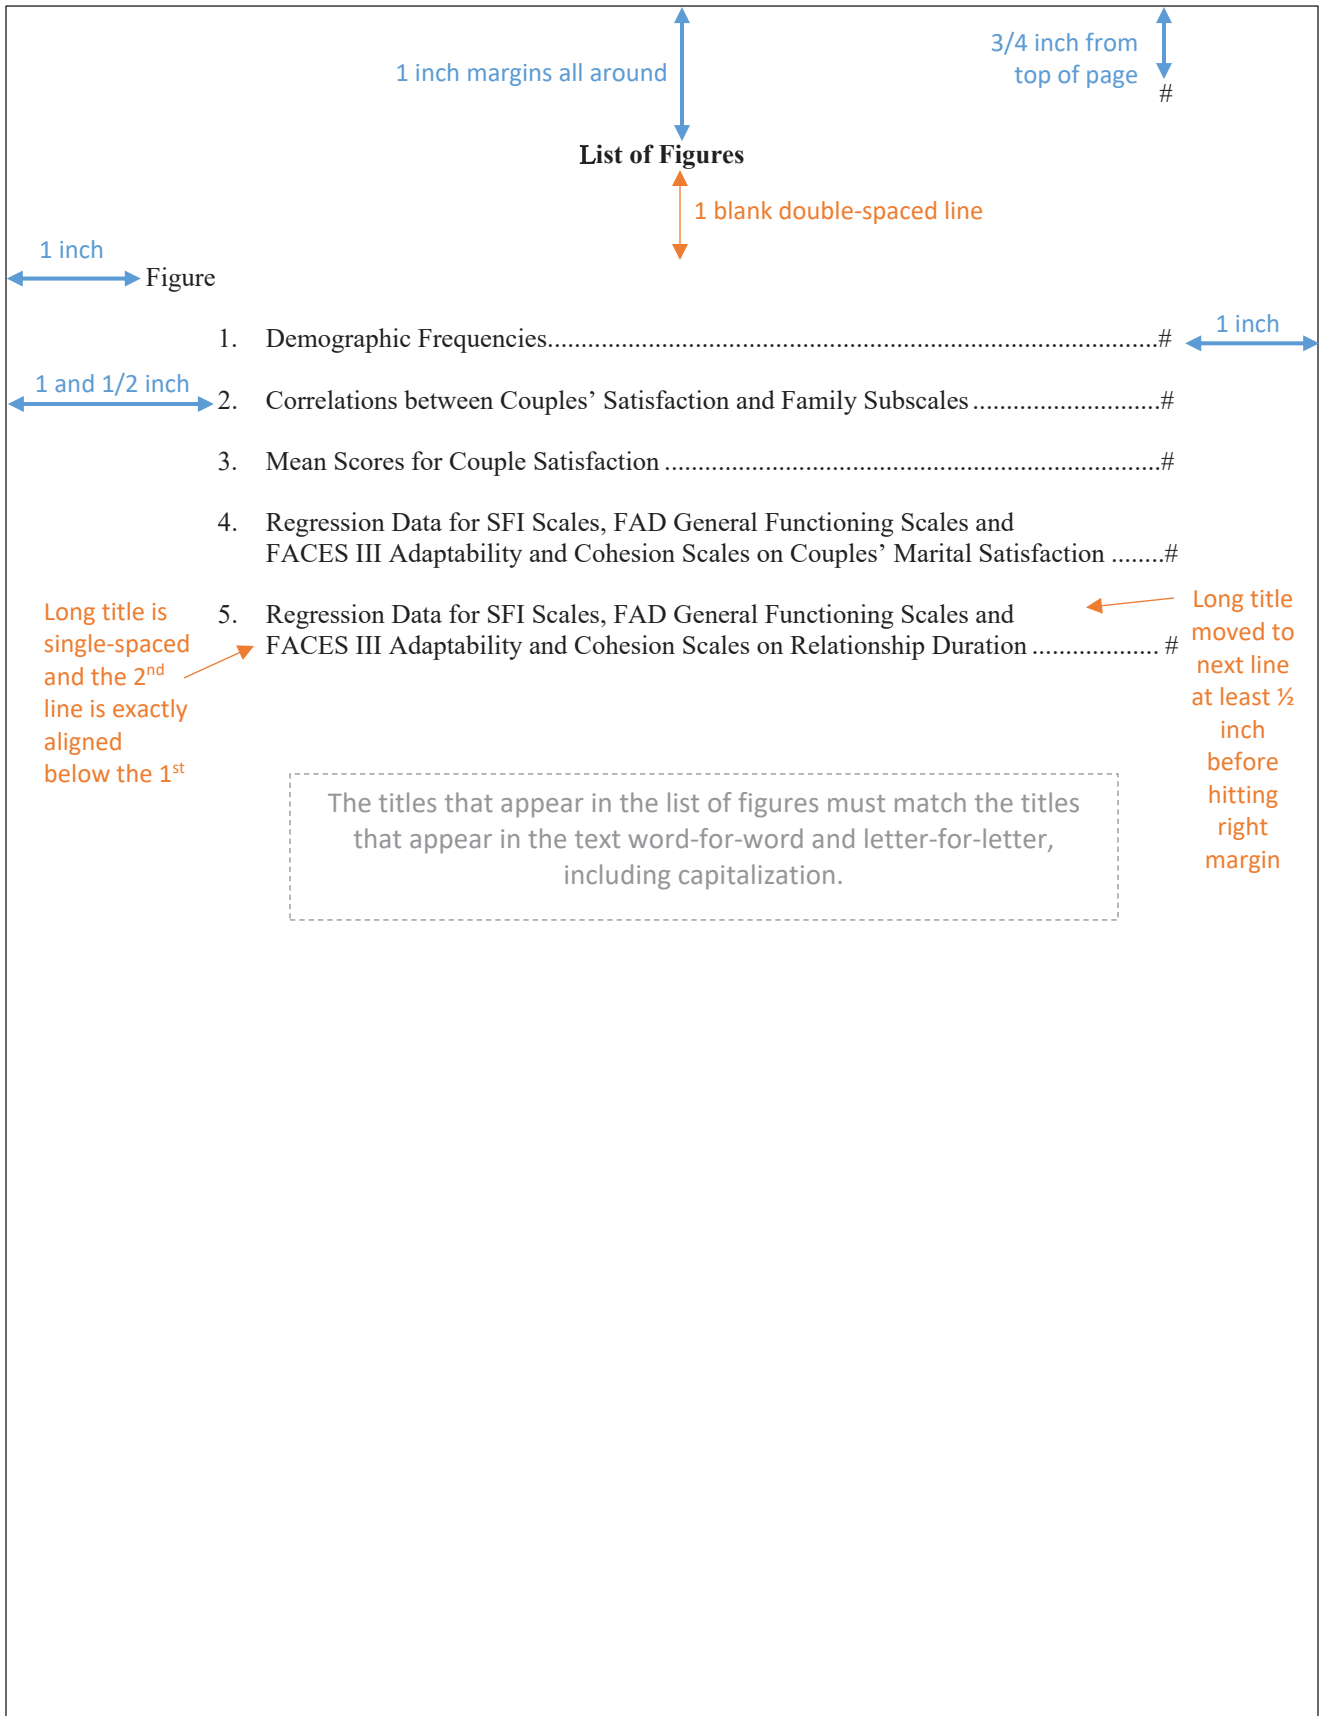 1 inch margins all around
3/4 inch from
top of page
#
List of Figures
1 blank double-spaced line
1 inch
Figure
1. Demographic Frequencies..........................................................................................#
1 inch
1 and 1/2 inch
2. Correlations between Couples’ Satisfaction and Family Subscales............................#
3. Mean Scores for Couple Satisfaction..........................................................................#
4. Regression Data for SFI Scales, FAD General Functioning Scales and
FACES III Adaptability and Cohesion Scales on Couples’ Marital Satisfaction ........#
5. Regression Data for SFI Scales, FAD General Functioning Scales and
FACES III Adaptability and Cohesion Scales on Relationship Duration ................... #
Long title is
single-spaced
and the 2nd
line is exactly
aligned
below the 1st
Long title
moved to
next line
at least ½
inch
before
hitting
right
margin
The titles that appear in the list of figures must match the titles
that appear in the text word-for-word and letter-for-letter,
including capitalization.